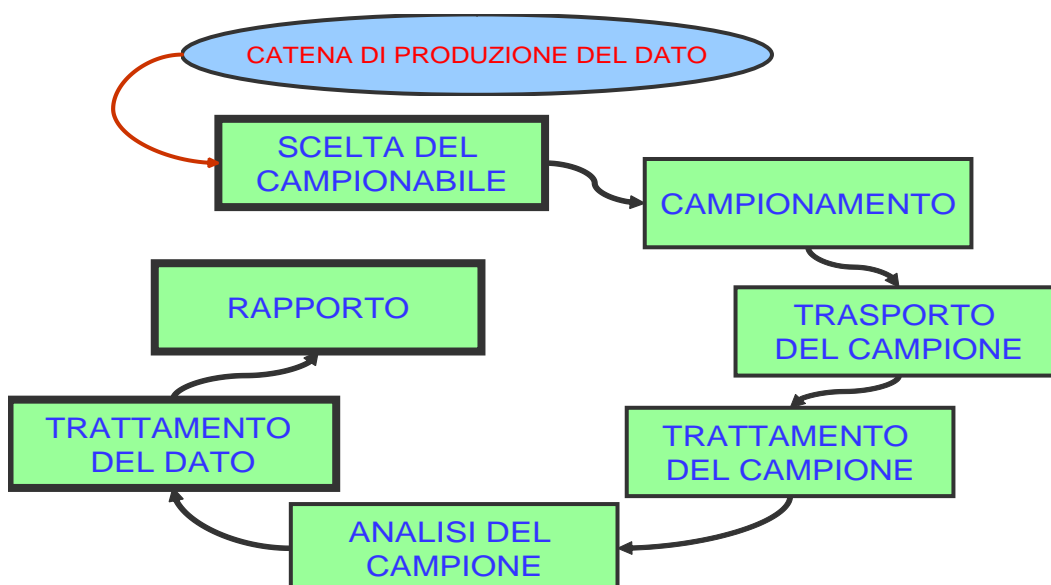 CATENA DI PRODUZIONE DEL DATO
SCELTA DEL
CAMPIONABILE
CAMPIONAMENTO
TRASPORTO
DEL CAMPIONE
TRATTAMENTO
DEL CAMPIONE
ANALISI DEL
CAMPIONE
TRATTAMENTO
DEL DATO
RAPPORTO